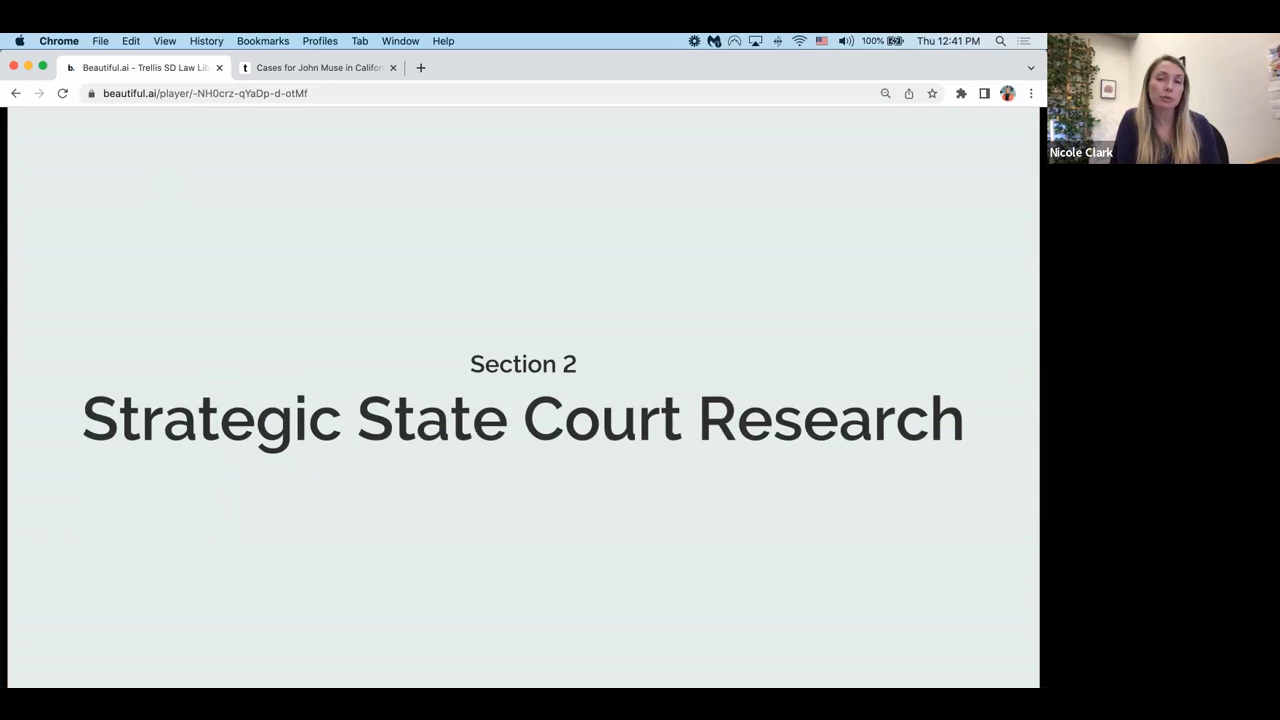 Chrome File Edit View History Bookmarks Profiles Tab Window Help 100% Thu 12:41 PM
b. Beautiful.ai - Trellis SD Law Lib t Cases for John Muse in Califor
beautiful.ai/player/-NH0crz-qYaDp-d-otMf
Nicole Clark
Section 2
Strategic State Court Research